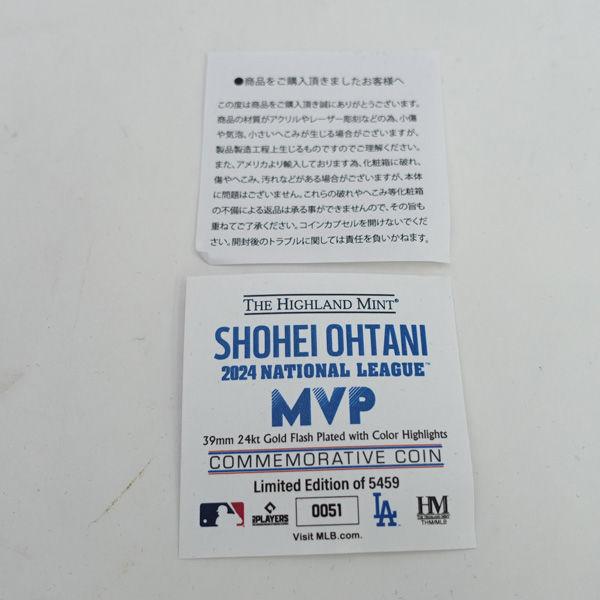 ●商品をご購入頂きましたお客様へ
この度は商品をご購入頂き誠にありがとうございます。
商品の材質がアクリルやレーザー彫刻などの為、小傷
や気泡、小さいへこみが生じる場合がございますが、
製品製造工程上生じるものですのでご理解ください。
また、アメリカより輸入しております為、化粧箱に破れ、
傷やへこみ、汚れなどがある場合がございますが、本体
に問題はございません。これらの破れやへこみ等化粧箱
の不備による返品は承る事ができませんので、その旨も
重ねてご了承ください。コインカプセルを開けないでくだ
さい。開封後のトラブルに関しては責任を負いかねます。
THE HIGHLAND MINT®
SHOHEI OHTANI
2024 NATIONAL LEAGUE™
MVP
39mm 24kt Gold Flash Plated with Color Highlights
COMMEMORATIVE COIN
Limited Edition of 5459
PLAYERS 0051 LA HM
THM/MLB
Visit MLB.com.